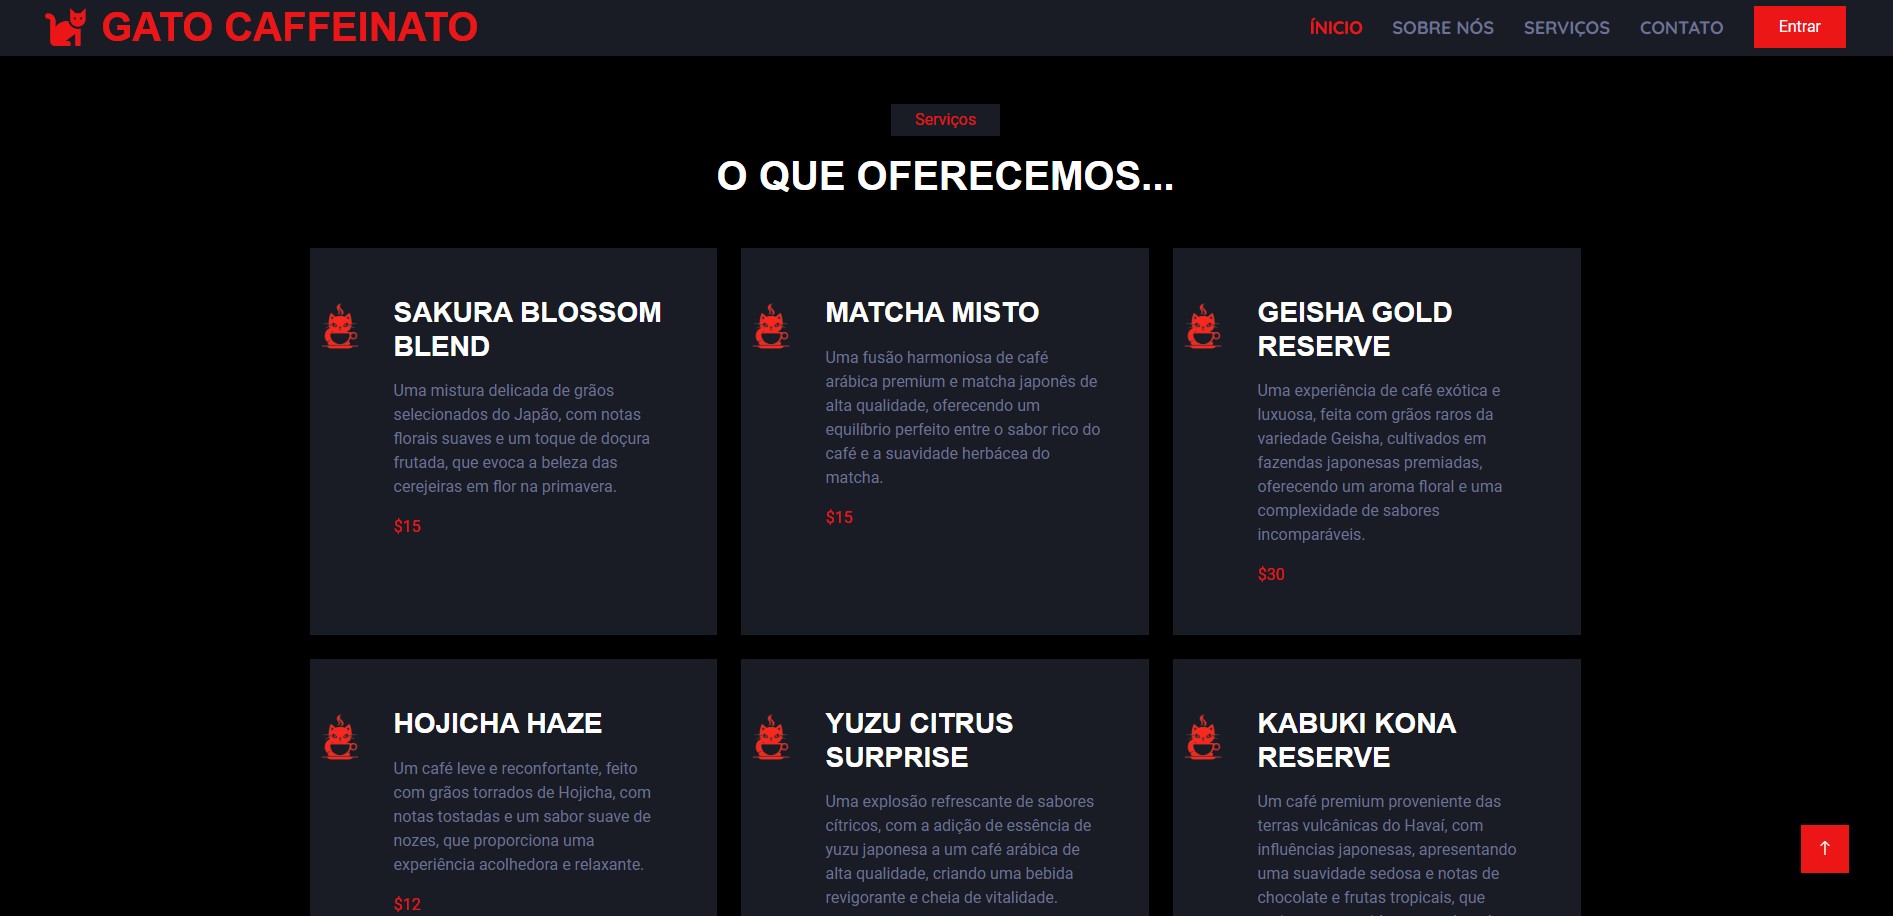 GATO CAFFEINATO
ÍNICIO
SOBRE NÓS
SERVIÇOS
CONTATO
Entrar
Serviços
O QUE OFERECEMOS...
SAKURA BLOSSOM
BLEND
Uma mistura delicada de grãos
selecionados do Japão, com notas
florais suaves e um toque de doçura
frutada, que evoca a beleza das
cerejeiras em flor na primavera.
$15
MATCHA MISTO
Uma fusão harmoniosa de café
arábica premium e matcha japonês de
alta qualidade, oferecendo um
equilíbrio perfeito entre o sabor rico do
café e a suavidade herbácea do
matcha.
$15
GEISHA GOLD
RESERVE
Uma experiência de café exótica e
luxuosa, feita com grãos raros da
variedade Geisha, cultivados em
fazendas japonesas premiadas,
oferecendo um aroma floral e uma
complexidade de sabores
incomparáveis.
$30
HOJICHA HAZE
Um café leve e reconfortante, feito
com grãos torrados de Hojicha, com
notas tostadas e um sabor suave de
nozes, que proporciona uma
experiência acolhedora e relaxante.
$12
YUZU CITRUS
SURPRISE
Uma explosão refrescante de sabores
cítricos, com a adição de essência de
yuzu japonesa a um café arábica de
alta qualidade, criando uma bebida
revigorante e cheia de vitalidade.
KABUKI KONA
RESERVE
Um café premium proveniente das
terras vulcânicas do Havaí, com
influências japonesas, apresentando
uma suavidade sedosa e notas de
chocolate e frutas tropicais, que